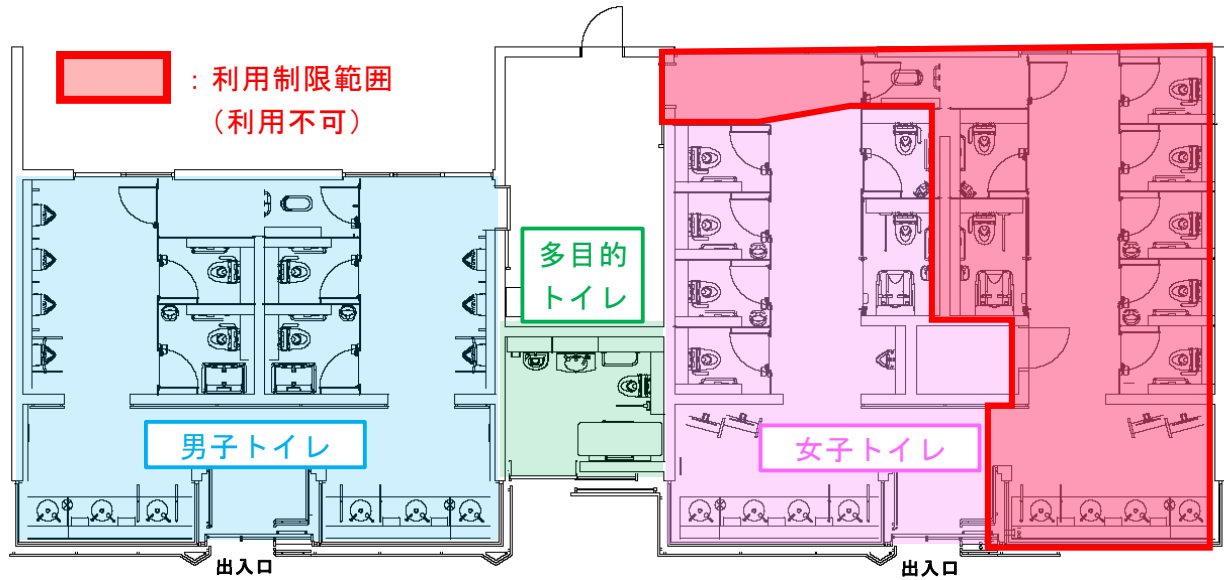 ：利用制限範囲
（利用不可）
多目的
トイレ
男子トイレ
女子トイレ
出入口
出入口